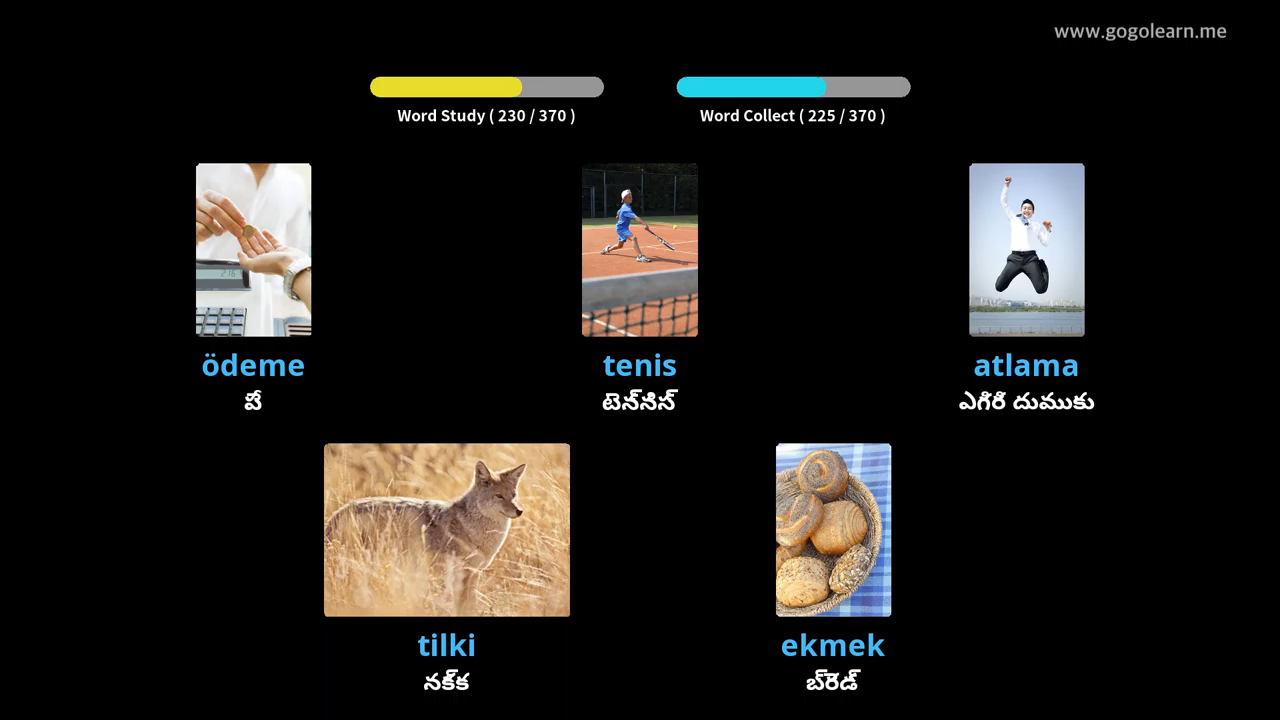 www.gogolearn.me
Word Study ( 230 / 370 )
Word Collect ( 225 / 370 )
ödeme
tenis
atlama
పే
టెన్నిస్
ఎగిరి దుముకు
tilki
ekmek
నక్క
బ్రెడ్